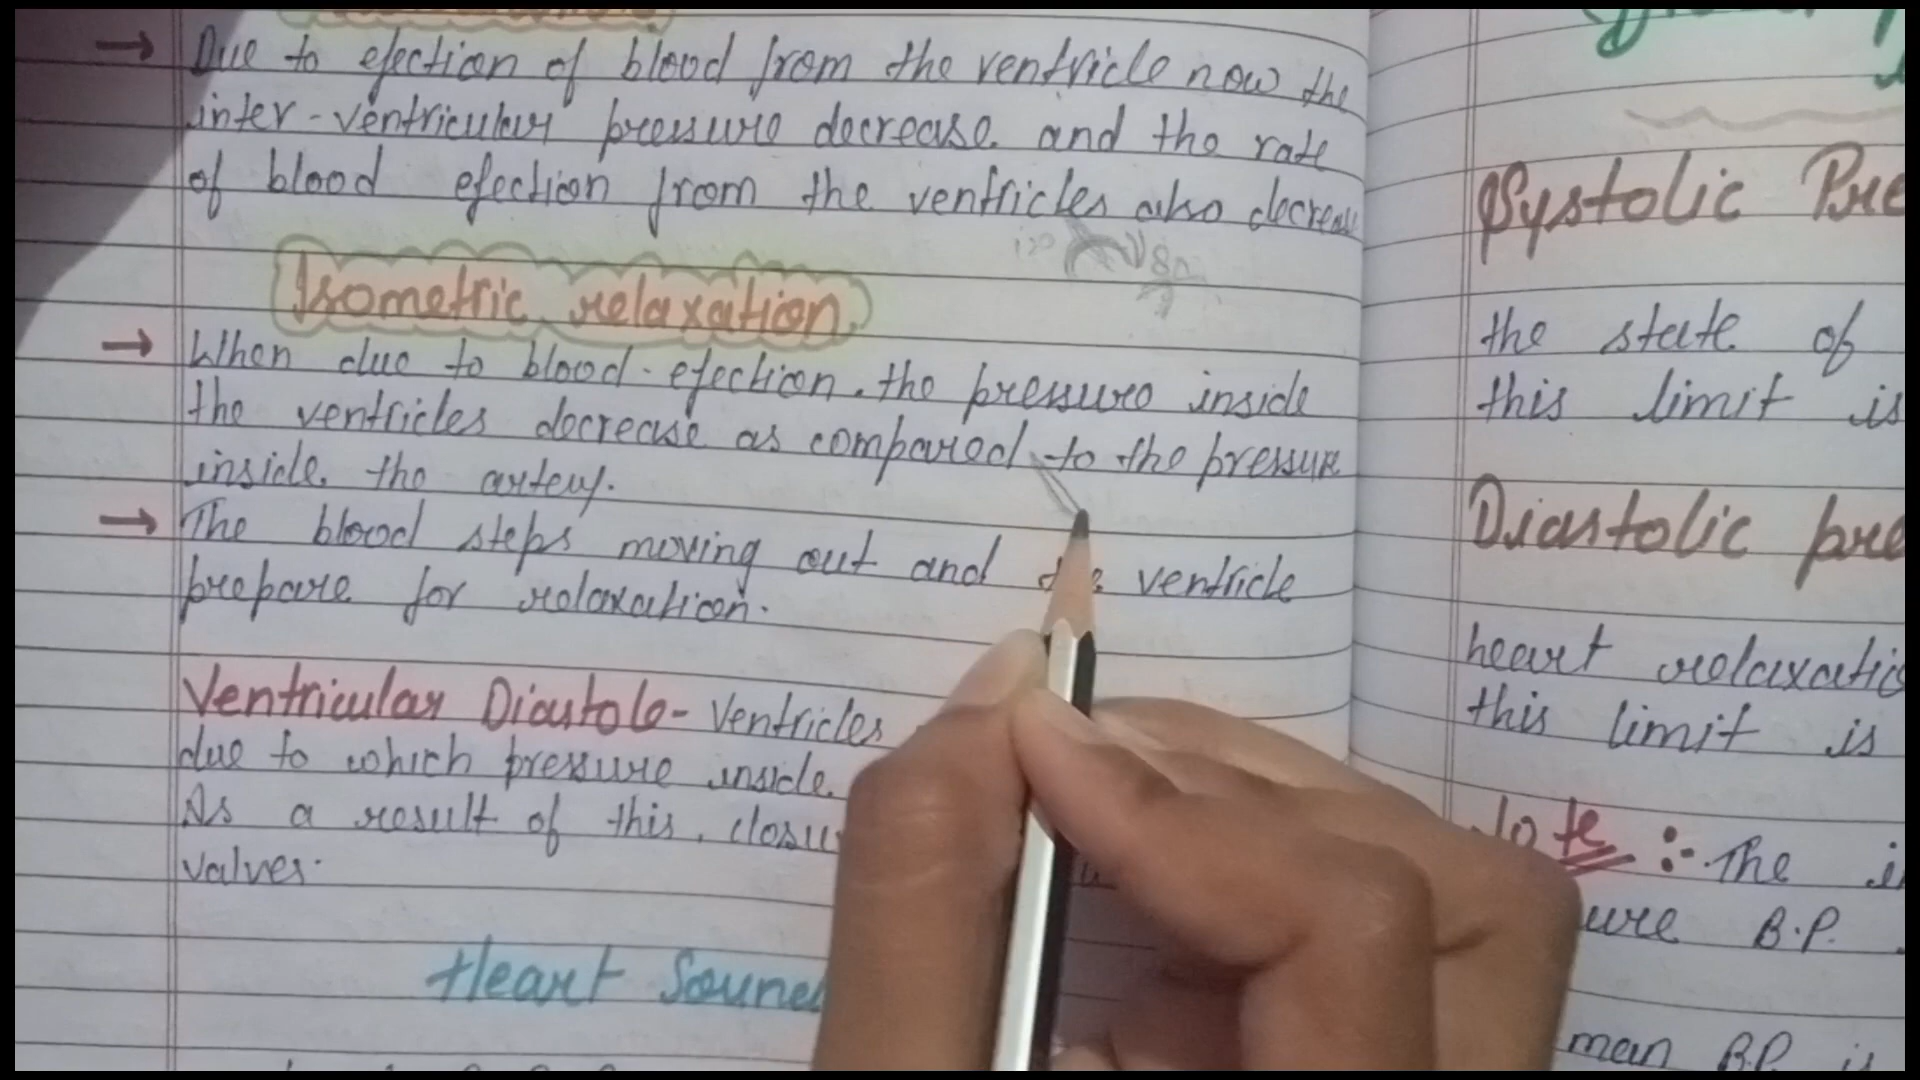 → Due to ejection of blood from the ventricle now the
inter-ventricular pressure decrease and the rate
of blood ejection from the ventricles also decrease
Isometric relaxation
→ When due to blood ejection. the pressure inside
the ventricles decrease as compared to the pressure
inside the artery.
→ The blood stops moving out and the ventricle
prepare for relaxation.
Ventricular Diastole - Ventricles
due to which pressure inside
As a result of this, closu
valves.
Heart Sound
Systolic Pre
the state of
this limit is
Diastolic pre
heart relaxatio
this limit is
Note :- The i
ure B.P.
man B.P. is